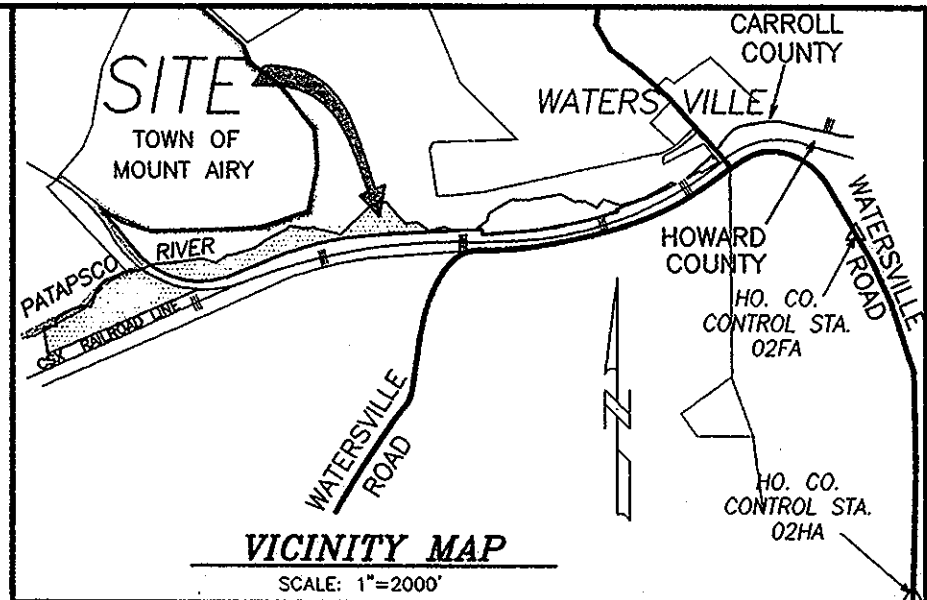 SITE
TOWN OF
MOUNT AIRY
CARROLL
COUNTY
WATERSVILLE
PATAPSCO RIVER
CSX RAILROAD LINE
HOWARD
COUNTY
WATERSVILLE
ROAD
HO. CO.
CONTROL STA.
02FA
WATERSVILLE
ROAD
N
HO. CO.
CONTROL STA.
02HA
VICINITY MAP
SCALE: 1"=2000'